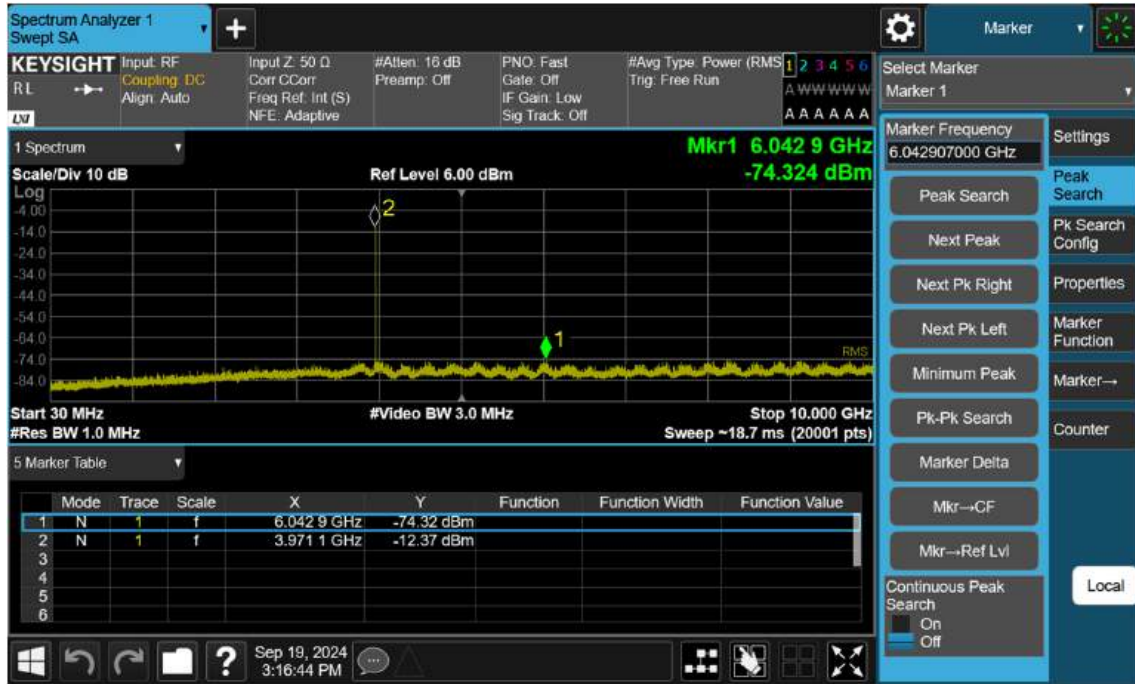 Spectrum Analyzer 1
Swept SA
Marker
KEYSIGHT
RL
LXI
Input: RF
Coupling: DC
Align: Auto
Input Z: 50 Ω
Corr CCorr
Freq Ref: Int (S)
NFE: Adaptive
#Atten: 16 dB
Preamp: Off
PNO: Fast
Gate: Off
IF Gain: Low
Sig Track: Off
#Avg Type: Power (RMS
Trig: Free Run
1 2 3 4 5 6
A W W W W W
A A A A A A
Select Marker
Marker 1
1 Spectrum
Mkr1 6.042 9 GHz
-74.324 dBm
Scale/Div 10 dB
Ref Level 6.00 dBm
Log
-4.00
-14.0
-24.0
-34.0
-44.0
-54.0
-64.0
-74.0
-84.0
2
1
RMS
Start 30 MHz
#Video BW 3.0 MHz
Stop 10.000 GHz
#Res BW 1.0 MHz
Sweep ~18.7 ms (20001 pts)
5 Marker Table
Mode Trace Scale X Y Function Function Width Function Value
1 N 1 f 6.042 9 GHz -74.32 dBm
2 N 1 f 3.971 1 GHz -12.37 dBm
3
4
5
6
Marker Frequency
6.042907000 GHz
Peak Search
Next Peak
Next Pk Right
Next Pk Left
Minimum Peak
Pk-Pk Search
Marker Delta
Mkr→CF
Mkr→Ref Lvl
Continuous Peak
Search
On
Off
Settings
Peak
Search
Pk Search
Config
Properties
Marker
Function
Marker→
Counter
Local
?
Sep 19, 2024
3:16:44 PM